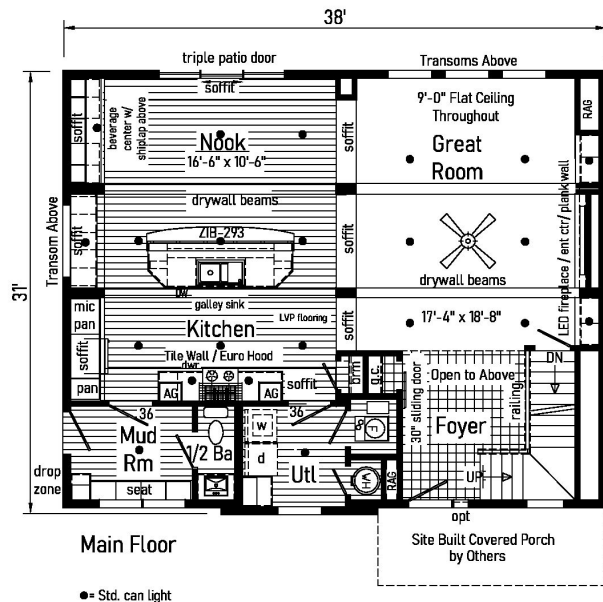 38'
triple patio door
Transoms Above
soffit
9'-0" Flat Ceiling
Throughout
RAG
soffit
beverage
center w/
shiplap above
Nook
16'-6" x 10'-6"
soffit
Great
Room
31'
Transom Above
drywall beams
soffit
ZIB-293
soffit
drywall beams
LED fireplace / ent ctr/ plank wall
DW
galley sink
LVP flooring
mic
pan
soffit
pan
Kitchen
soffit
17'-4" x 18'-8"
Tile Wall / Euro Hood
dwr
AG
AG
soffit
brm
g.c.
DN
Open to Above
railing
30" sliding door
36
36
Mud
Rm
1/2 Ba
w
d
Utl
F
WH
RAG
Foyer
UP
drop
zone
seat
opt
Main Floor
Site Built Covered Porch
by Others
●= Std. can light